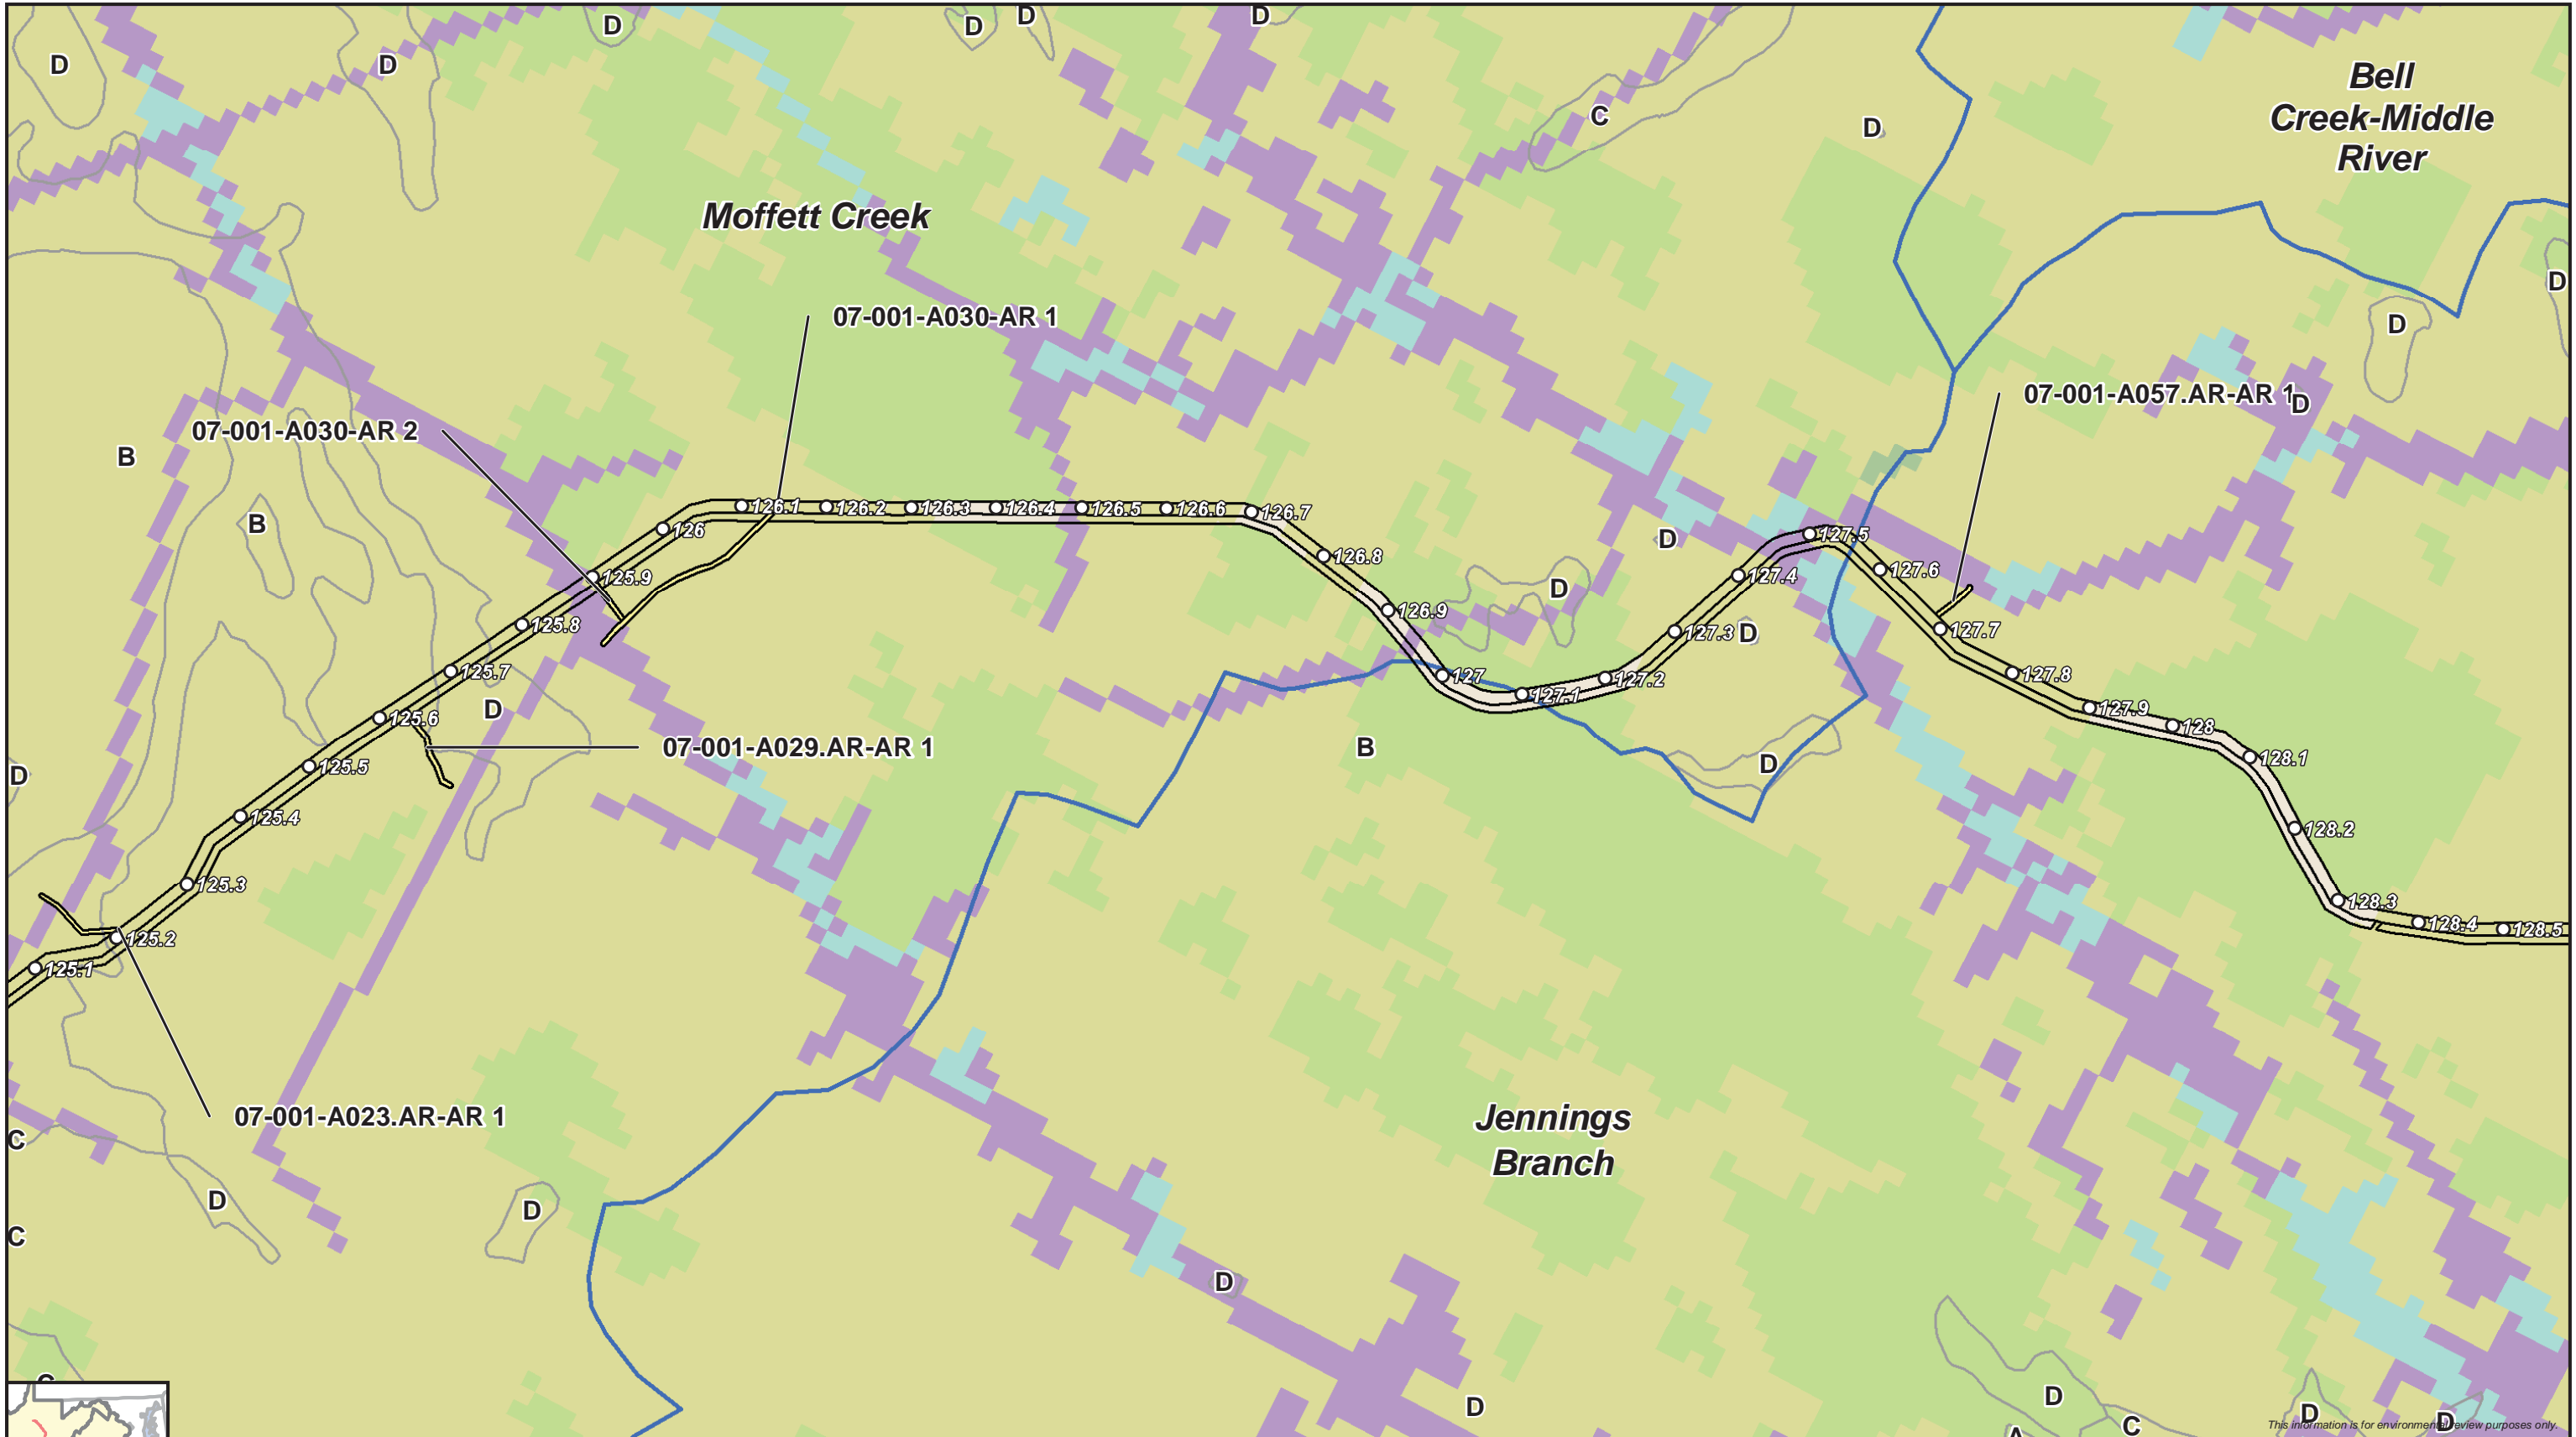 D
D
D
D
D
D
Bell
Creek-Middle
River
C
D
Moffett Creek
D
07-001-A030-AR 1
D
07-001-A057.AR-AR 1
D
07-001-A030-AR 2
B
B
126.1
126.2
126.3
126.4
126.5
126.6
126.7
126
127.5
D
126.8
127.6
125.9
127.4
D
126.9
125.8
127.3
D
127.7
125.7
127
127.2
127.8
127.1
D
125.6
127.9
128
07-001-A029.AR-AR 1
B
128.1
D
125.5
D
125.4
128.2
125.3
128.3
128.4
128.5
125.2
125.1
07-001-A023.AR-AR 1
Jennings
Branch
C
D
D
C
D
D
D
D
D
C
This information is for environmental review purposes only.